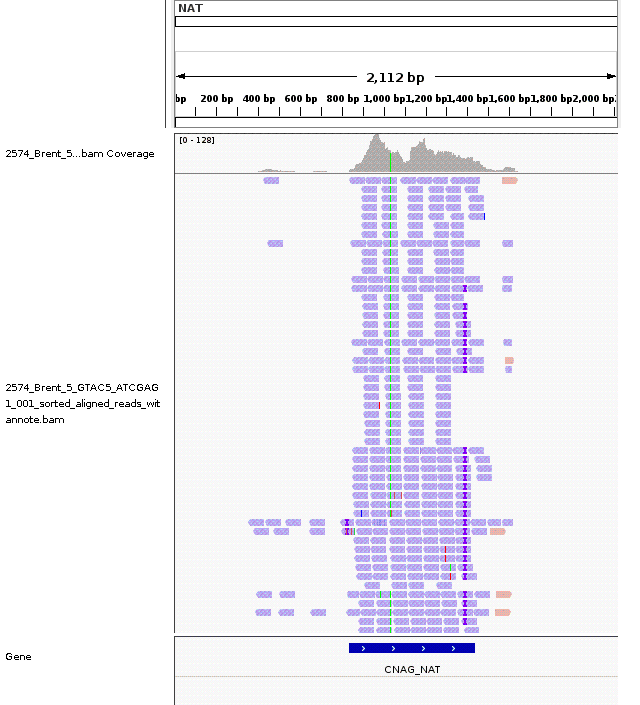 NAT
2,112 bp
bp 200 bp 400 bp 600 bp 800 bp 1,000 bp 1,200 bp 1,400 bp 1,600 bp 1,800 bp 2,000 bp
[0 - 128]
2574_Brent_5...bam Coverage
2574_Brent_5_GTAC5_ATCGAG
1_001_sorted_aligned_reads_wit
annote.bam
Gene
CNAG_NAT